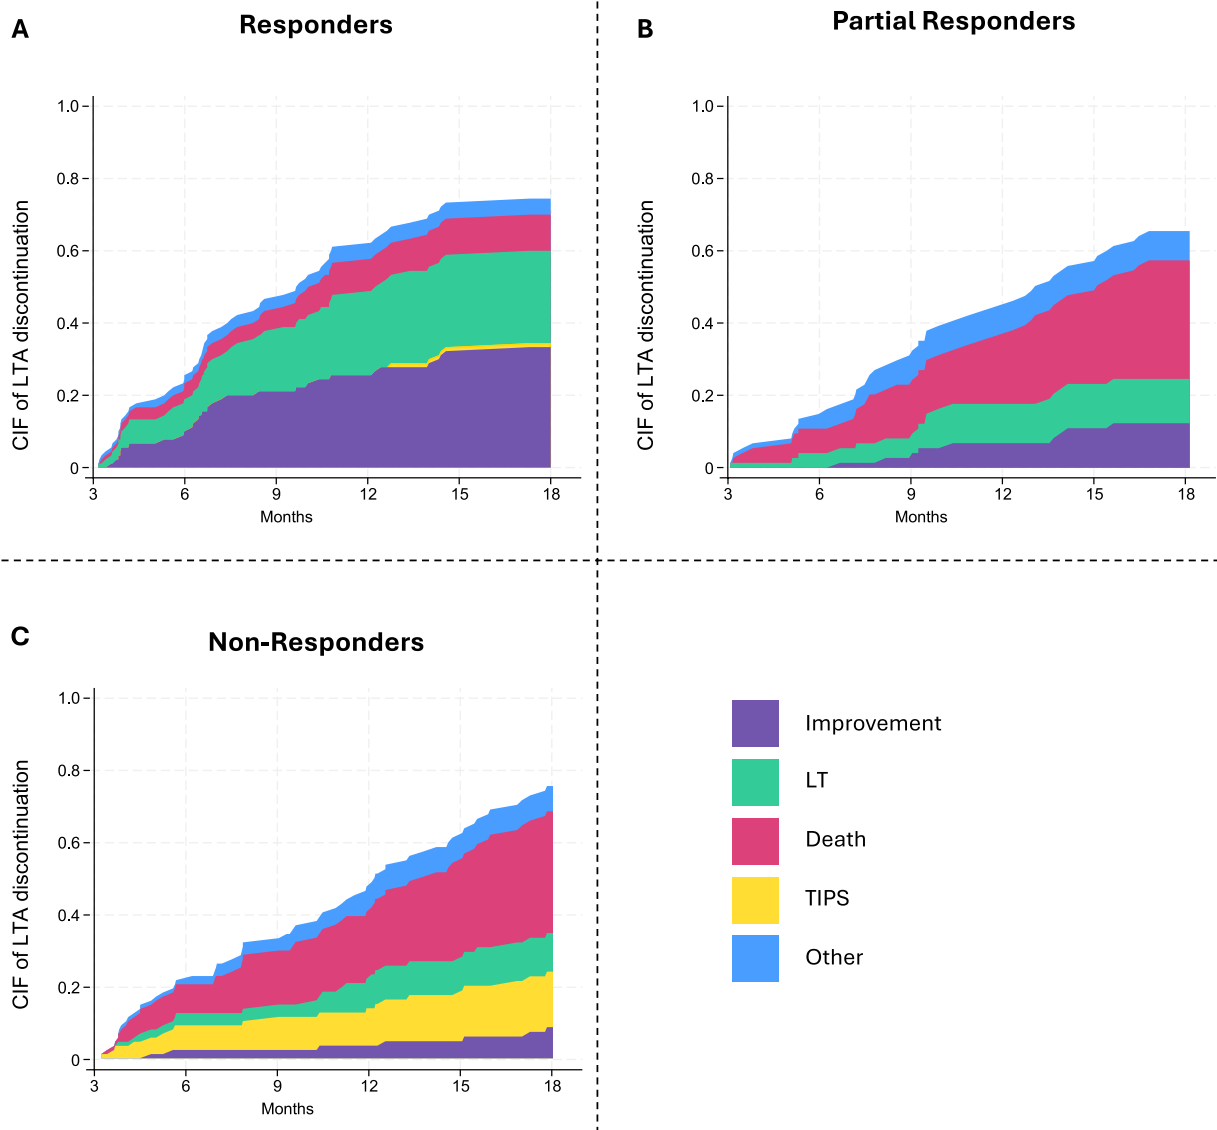 A
Responders
CIF of LTA discontinuation
1.0
0.8
0.6
0.4
0.2
0
3 6 9 12 15 18
Months
B
Partial Responders
CIF of LTA discontinuation
1.0
0.8
0.6
0.4
0.2
0
3 6 9 12 15 18
Months
C
Non-Responders
CIF of LTA discontinuation
1.0
0.8
0.6
0.4
0.2
0
3 6 9 12 15 18
Months
Improvement
LT
Death
TIPS
Other